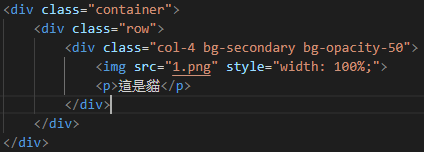 <div class="container">
    <div class="row">
        <div class="col-4 bg-secondary bg-opacity-50">
            <img src="1.png" style="width: 100%;">
            <p>這是貓</p>
        </div>
    </div>
</div>